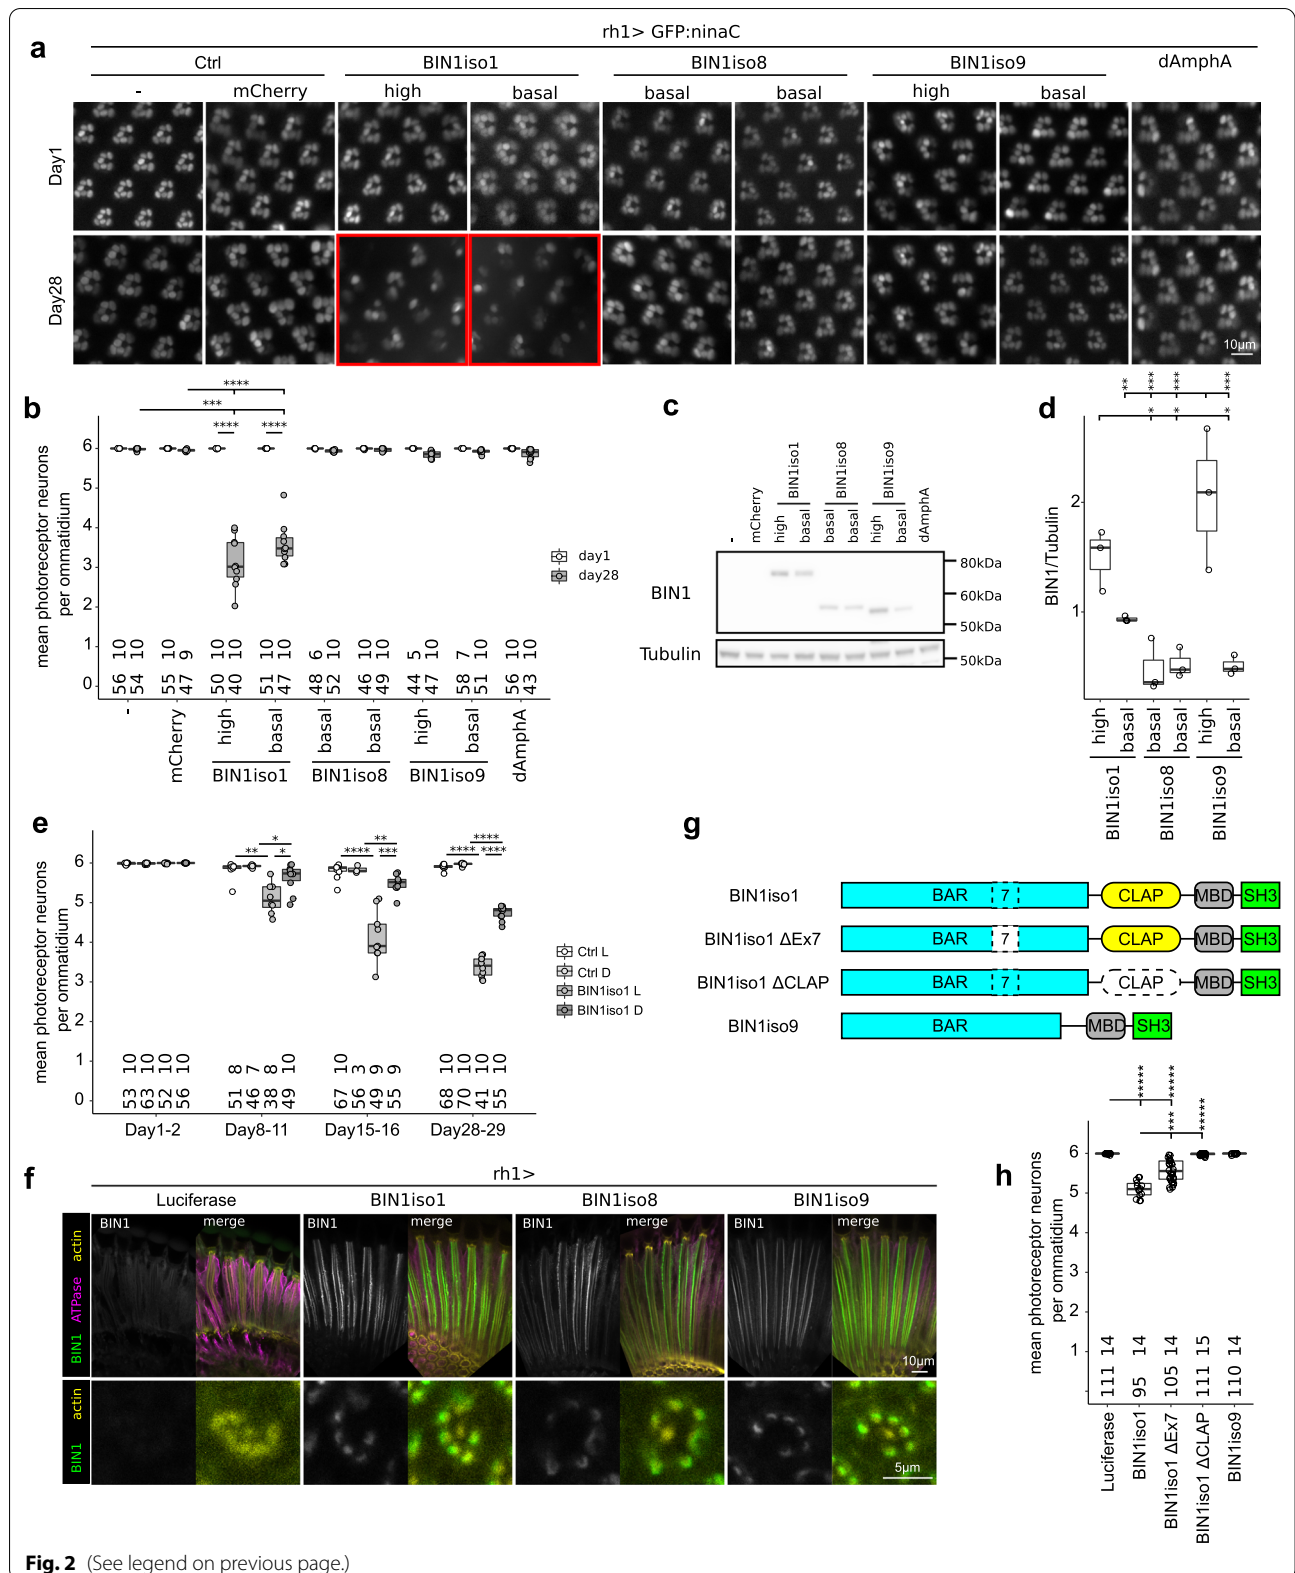 rh1> GFP:ninaC
a
Ctrl BIN1iso1 BIN1iso8 BIN1iso9 dAmphA
- mCherry high basal basal basal high basal
Day1
Day28
10µm
b
**** 
***
**** ****
mean photoreceptor neurons
per ommatidium
6
5
4
3
2
1
0
10 10 10 9 10 10 10 10 6 10 10 10 5 10 7 10 10 10
56 54 55 47 50 40 51 47 48 52 46 49 44 47 58 51 56 43
- mCherry high basal basal basal high basal dAmphA
BIN1iso1 BIN1iso8 BIN1iso9
day1
day28
c
BIN1iso1 BIN1iso8 BIN1iso9
- mCherry high basal basal basal high basal dAmphA
BIN1
80kDa
60kDa
50kDa
Tubulin
50kDa
d
** *** *** ***
* * *
BIN1/Tubulin
2
1
high basal basal basal high basal
BIN1iso1 BIN1iso8 BIN1iso9
e
* ** ****
** * **** *** **** ****
mean photoreceptor neurons
per ommatidium
6
5
4
3
2
1
0
10 10 10 10 8 7 8 10 10 3 9 9 10 10 10 10
53 63 52 56 51 46 38 49 67 56 49 55 68 70 41 55
Day1-2 Day8-11 Day15-16 Day28-29
Ctrl L
Ctrl D
BIN1iso1 L
BIN1iso1 D
g
BIN1iso1 BAR 7 CLAP MBD SH3
BIN1iso1 ΔEx7 BAR 7 CLAP MBD SH3
BIN1iso1 ΔCLAP BAR 7 CLAP MBD SH3
BIN1iso9 BAR MBD SH3
f
rh1>
Luciferase BIN1iso1 BIN1iso8 BIN1iso9
BIN1 merge BIN1 merge BIN1 merge BIN1 merge
BIN1 ATPase actin
10µm
BIN1 actin
5µm
h
***** *****
*** *****
mean photoreceptor neurons
per ommatidium
6
5
4
3
2
1
14 14 14 15 14
111 95 105 111 110
Luciferase
BIN1iso1
BIN1iso1 ΔEx7
BIN1iso1 ΔCLAP
BIN1iso9
Fig. 2 (See legend on previous page.)